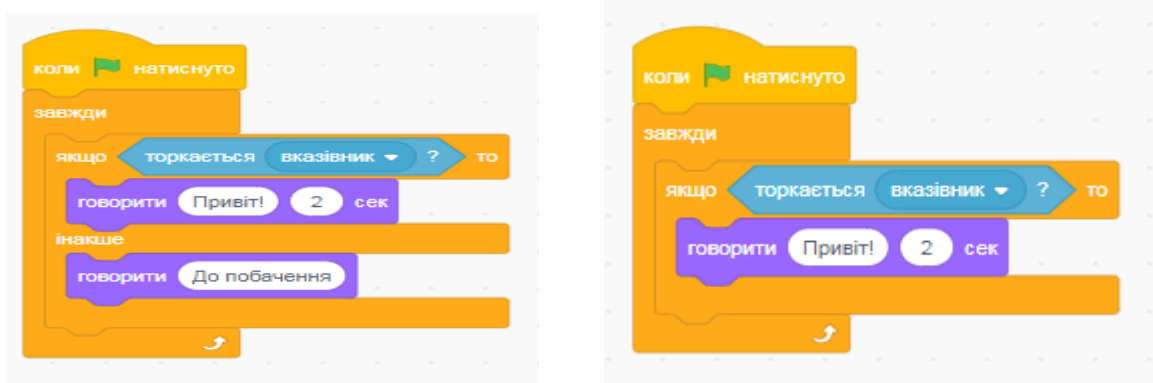 коли натиснуто
завжди
якщо торкається вказівник ? то
говорити Привіт! 2 сек
інакше
говорити До побачення
коли натиснуто
завжди
якщо торкається вказівник ? то
говорити Привіт! 2 сек